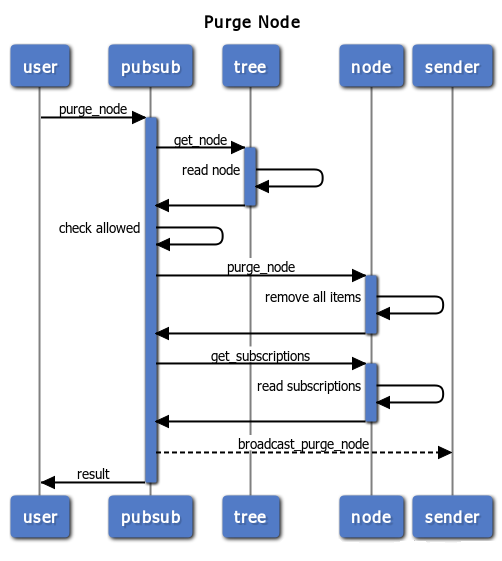 Purge Node
user pubsub tree node sender
purge_node
get_node
read node
check allowed
purge_node
remove all items
get_subscriptions
read subscriptions
broadcast_purge_node
result
user pubsub tree node sender